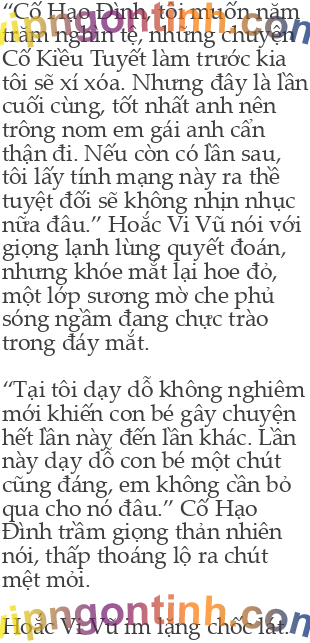 “Cố Hạo Đình, tôi muốn năm
trăm nghìn tệ, những chuyện
Cố Kiều Tuyết làm trước kia
tôi sẽ xí xóa. Nhưng đây là lần
cuối cùng, tốt nhất anh nên
trông nom em gái anh cẩn
thận đi. Nếu còn có lần sau,
tôi lấy tính mạng này ra thề
tuyệt đối sẽ không nhịn nhục
nữa đâu.” Hoắc Vi Vũ nói với
giọng lạnh lùng quyết đoán,
nhưng khóe mắt lại hoe đỏ,
một lớp sương mờ che phủ
sóng ngầm đang chực trào
trong đáy mắt.
“Tại tôi dạy dỗ không nghiêm
mới khiến con bé gây chuyện
hết lần này đến lần khác. Lần
này dạy dỗ con bé một chút
cũng đáng, em không cần bỏ
qua cho nó đâu.” Cố Hạo
Đình trầm giọng thản nhiên
nói, thấp thoáng lộ ra chút
mệt mỏi.
Hoắc Vi Vũ im lặng chốc lát.
vipngontinh.com
vipngontinh.com